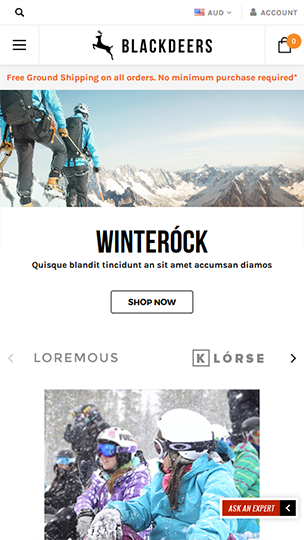 AUD
ACCOUNT
BLACKDEERS
0
Free Ground Shipping on all orders. No minimum purchase required*
WINTERÓCK
Quisque blandit tincidunt an sit amet accumsan diamos
SHOP NOW
LOREMOUS
K LÓRSE
ASK AN EXPERT